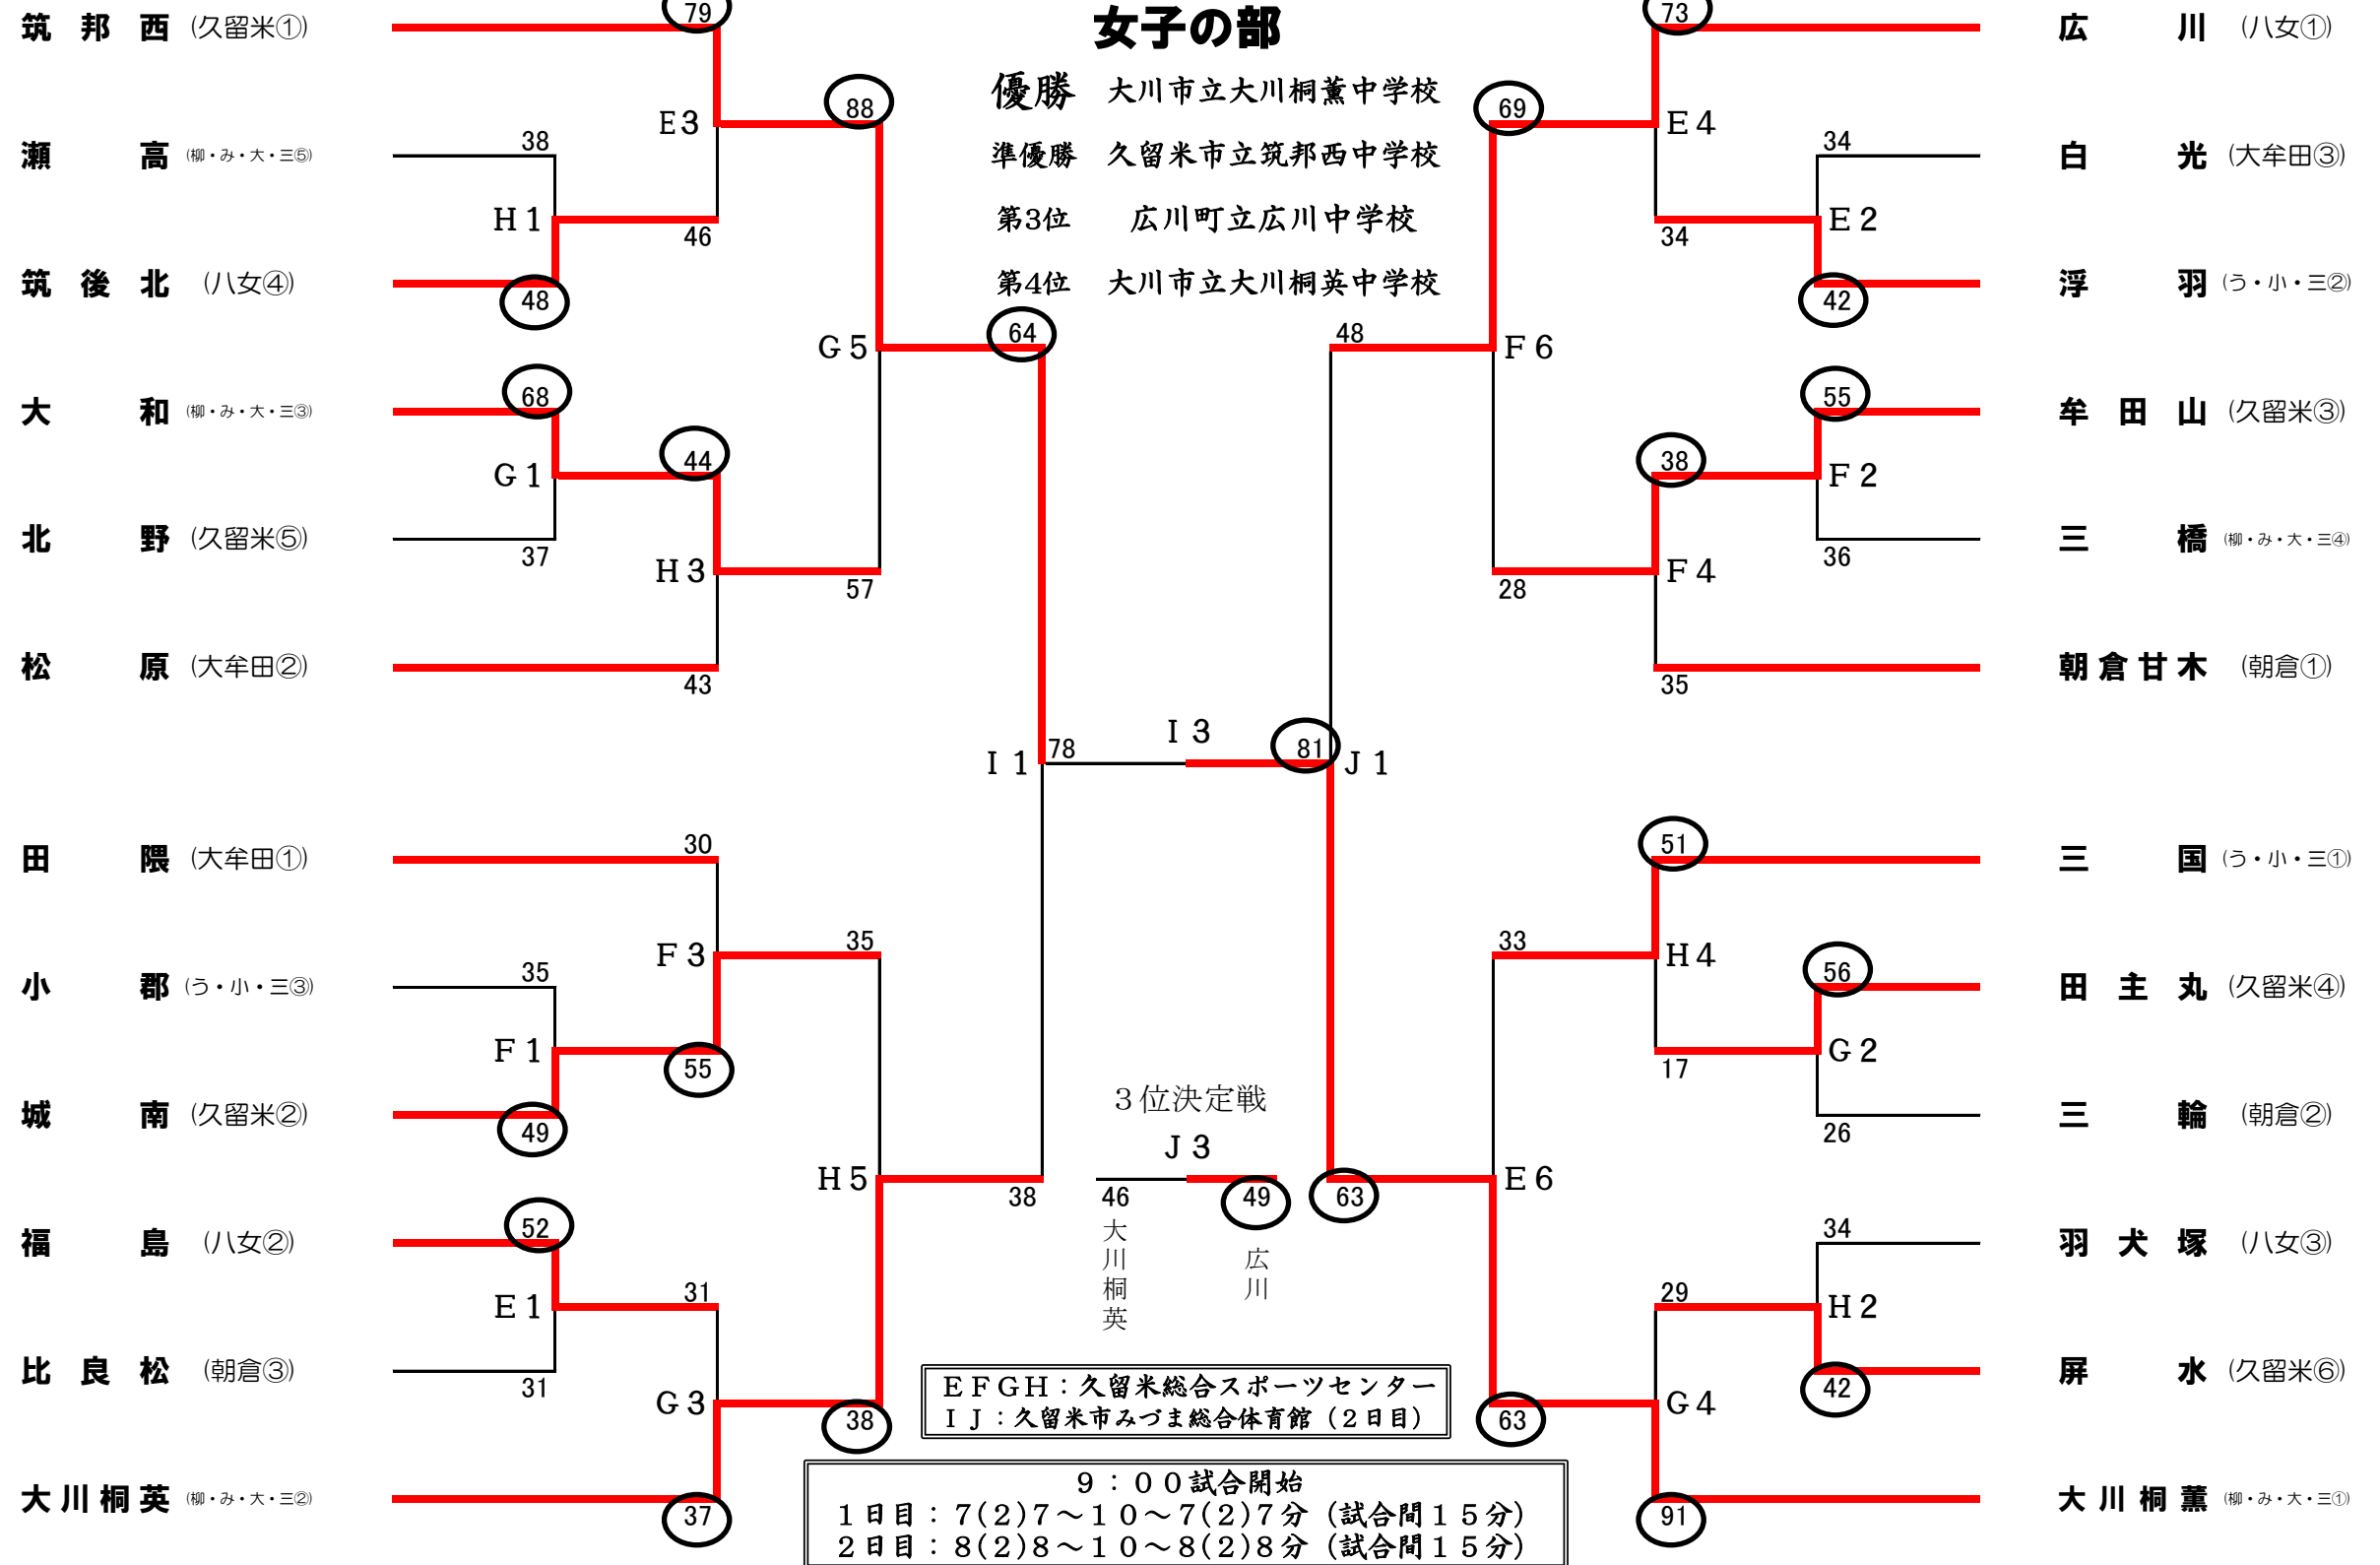 女子の部
優勝 大川市立大川桐薫中学校
準優勝 久留米市立筑邦西中学校
第3位 広川町立広川中学校
第4位 大川市立大川桐英中学校
筑邦西 (久留米①)
瀬高 (柳・み・大・三⑤)
筑後北 (八女④)
大和 (柳・み・大・三③)
北野 (久留米⑤)
松原 (大牟田②)
田隈 (大牟田①)
小郡 (う・小・三③)
城南 (久留米②)
福島 (八女②)
比良松 (朝倉③)
大川桐英 (柳・み・大・三②)
38
H1
48
68
G1
37
35
F1
49
52
E1
31
79
E3
46
44
H3
43
30
F3
55
31
G3
37
88
G5
57
35
H5
38
64
I1
38
78
I3
81
J1
48
63
69
F6
28
33
E6
63
73
E4
34
38
F4
35
51
H4
17
29
G4
91
34
E2
42
55
F2
36
56
G2
26
34
H2
42
広川 (八女①)
白光 (大牟田③)
浮羽 (う・小・三②)
牟田山 (久留米③)
三橋 (柳・み・大・三④)
朝倉甘木 (朝倉①)
三国 (う・小・三①)
田主丸 (久留米④)
三輪 (朝倉②)
羽犬塚 (八女③)
屏水 (久留米⑥)
大川桐薫 (柳・み・大・三①)
3位決定戦
J3
46 49
大川桐英
広川
EFGH：久留米総合スポーツセンター
IJ：久留米市みづま総合体育館（2日目）
9：00試合開始
1日目：7(2)7～10～7(2)7分（試合間15分）
2日目：8(2)8～10～8(2)8分（試合間15分）